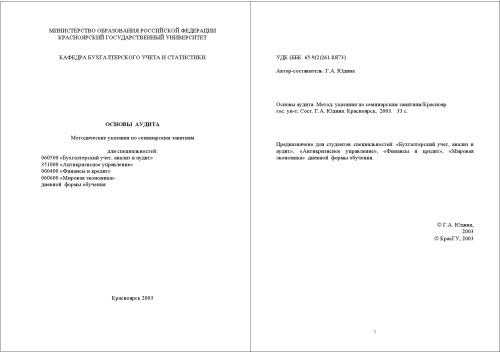 МИНИСТЕРСТВО ОБРАЗОВАНИЯ РОССИЙСКОЙ ФЕДЕРАЦИИ
КРАСНОЯРСКИЙ ГОСУДАРСТВЕННЫЙ УНИВЕРСИТЕТ
КАФЕДРА БУХГАЛТЕРСКОГО УЧЕТА И СТАТИСТИКИ
ОСНОВЫ АУДИТА
Методические указания по семинарским занятиям
для специальностей:
060500 «Бухгалтерский учет, анализ и аудит»
351000 «Антикризисное управление»
060400 «Финансы и кредит»
060600 «Мировая экономика»
дневной формы обучения
Красноярск 2003
УДК (ББК 65.9(2)261.0Я73)
Автор-составитель: Г.А. Юдина
Основы аудита: Метод. указания по семинарским занятиям/Краснояр.
гос. ун-т; Сост. Г.А. Юдина. Красноярск, 2003. 33 с.
Предназначено для студентов специальностей: «Бухгалтерский учет, анализ и
аудит», «Антикризисное управление», «Финансы и кредит», «Мировая
экономика» дневной формы обучения.
© Г.А. Юдина,
2003
© КрасГУ, 2003
2